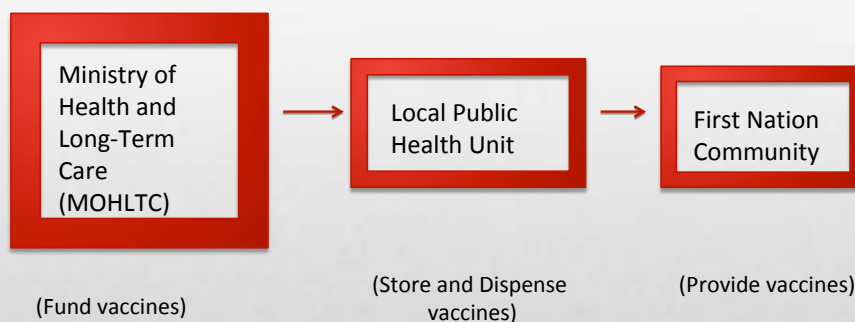 Ministry of
Health and
Long-Term
Care
(MOHLTC)
Local Public
Health Unit
First Nation
Community
(Fund vaccines)
(Store and Dispense
vaccines)
(Provide vaccines)